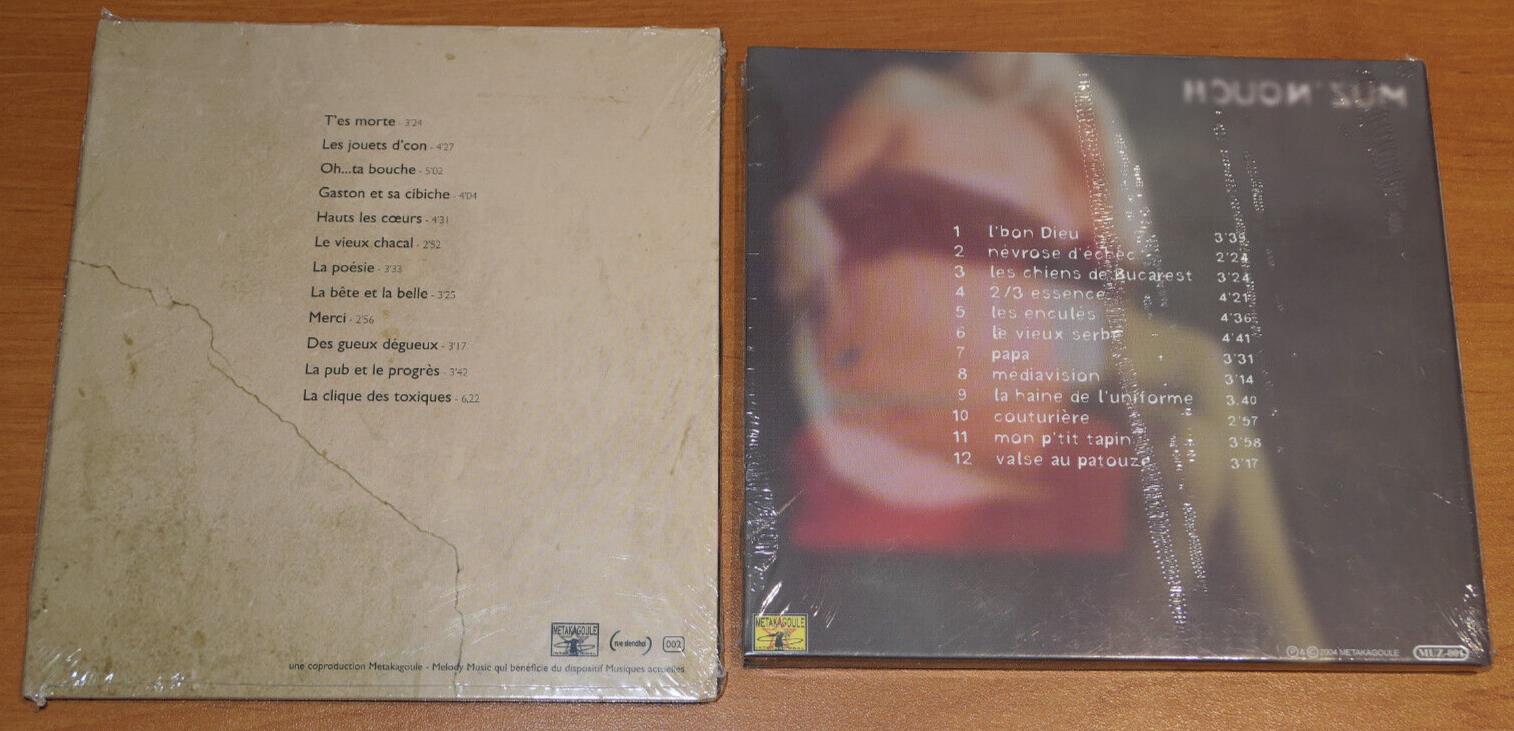 T'es morte - 3'24
Les jouets d'con - 4'27
Oh...ta bouche - 5'02
Gaston et sa cibiche - 4'04
Hauts les cœurs - 4'31
Le vieux chacal - 2'52
La poésie - 3'33
La bête et la belle - 3'25
Merci - 2'56
Des gueux dégueux - 3'17
La pub et le progrès - 3'42
La clique des toxiques - 6,22
METAKAGOULE
002
une coproduction Metakagoule - Melody Music qui bénéficie du dispositif Musiques actuelles
MUZ'NOUCH
1 l'bon Dieu 3'39
2 névrose d'échec 2'24
3 les chiens de Bucarest 3'24
4 2/3 essence 4'21
5 les enculés 4'36
6 le vieux serbe 4'41
7 papa 3'31
8 médiavision 3'14
9 la haine de l'uniforme 3.40
10 couturière 2'57
11 mon p'tit tapin 3'58
12 valse au patouze 3'17
METAKAGOULE
Ⓟ & © 2004 METAKAGOULE
MUZ-001